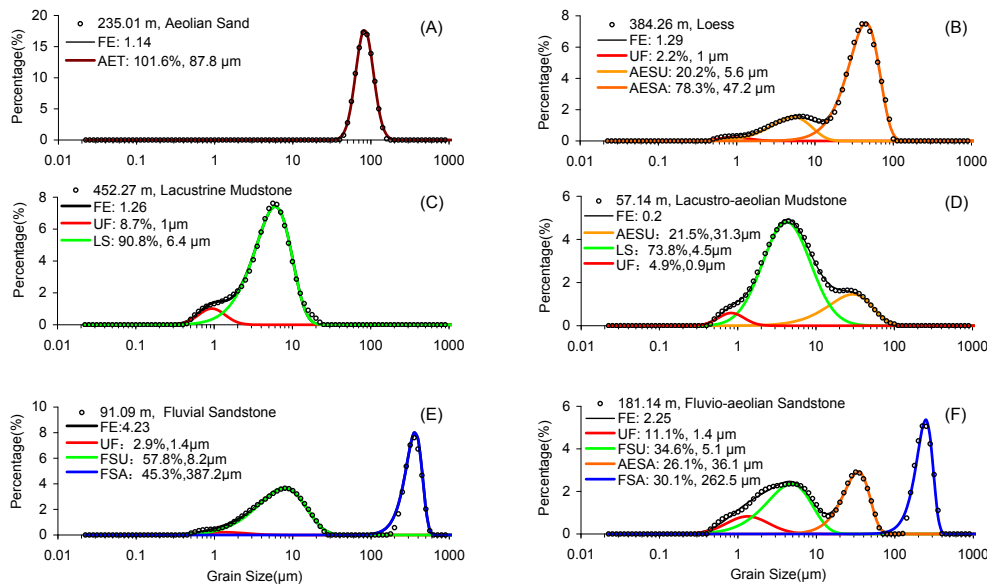 235.01 m, Aeolian Sand
(A)
FE: 1.14
AET: 101.6%, 87.8 µm
Percentage(%)
20
15
10
5
0
0.01 0.1 1 10 100 1000
384.26 m, Loess
(B)
FE: 1.29
UF: 2.2%, 1 µm
AESU: 20.2%, 5.6 µm
AESA: 78.3%, 47.2 µm
Percentage(%)
8
6
4
2
0
0.01 0.1 1 10 100 1000
452.27 m, Lacustrine Mudstone
(C)
FE: 1.26
UF: 8.7%, 1µm
LS: 90.8%, 6.4 µm
Percentage(%)
8
6
4
2
0
0.01 0.1 1 10 100 1000
57.14 m, Lacustro-aeolian Mudstone
(D)
FE: 0.2
AESU：21.5%,31.3µm
LS: 73.8%,4.5µm
UF：4.9%,0.9µm
Percentage(%)
6
4
2
0
0.01 0.1 1 10 100 1000
91.09 m, Fluvial Sandstone
(E)
FE:4.23
UF：2.9%,1.4µm
FSU：57.8%,8.2µm
FSA：45.3%,387.2µm
Percentage(%)
10
8
6
4
2
0
0.01 0.1 1 10 100 1000
Grain Size(µm)
181.14 m, Fluvio-aeolian Sandstone
(F)
FE: 2.25
UF: 11.1%, 1.4 µm
FSU: 34.6%, 5.1 µm
AESA: 26.1%, 36.1 µm
FSA: 30.1%, 262.5 µm
Percentage(%)
6
4
2
0
0.01 0.1 1 10 100 1000
Grain Size(µm)